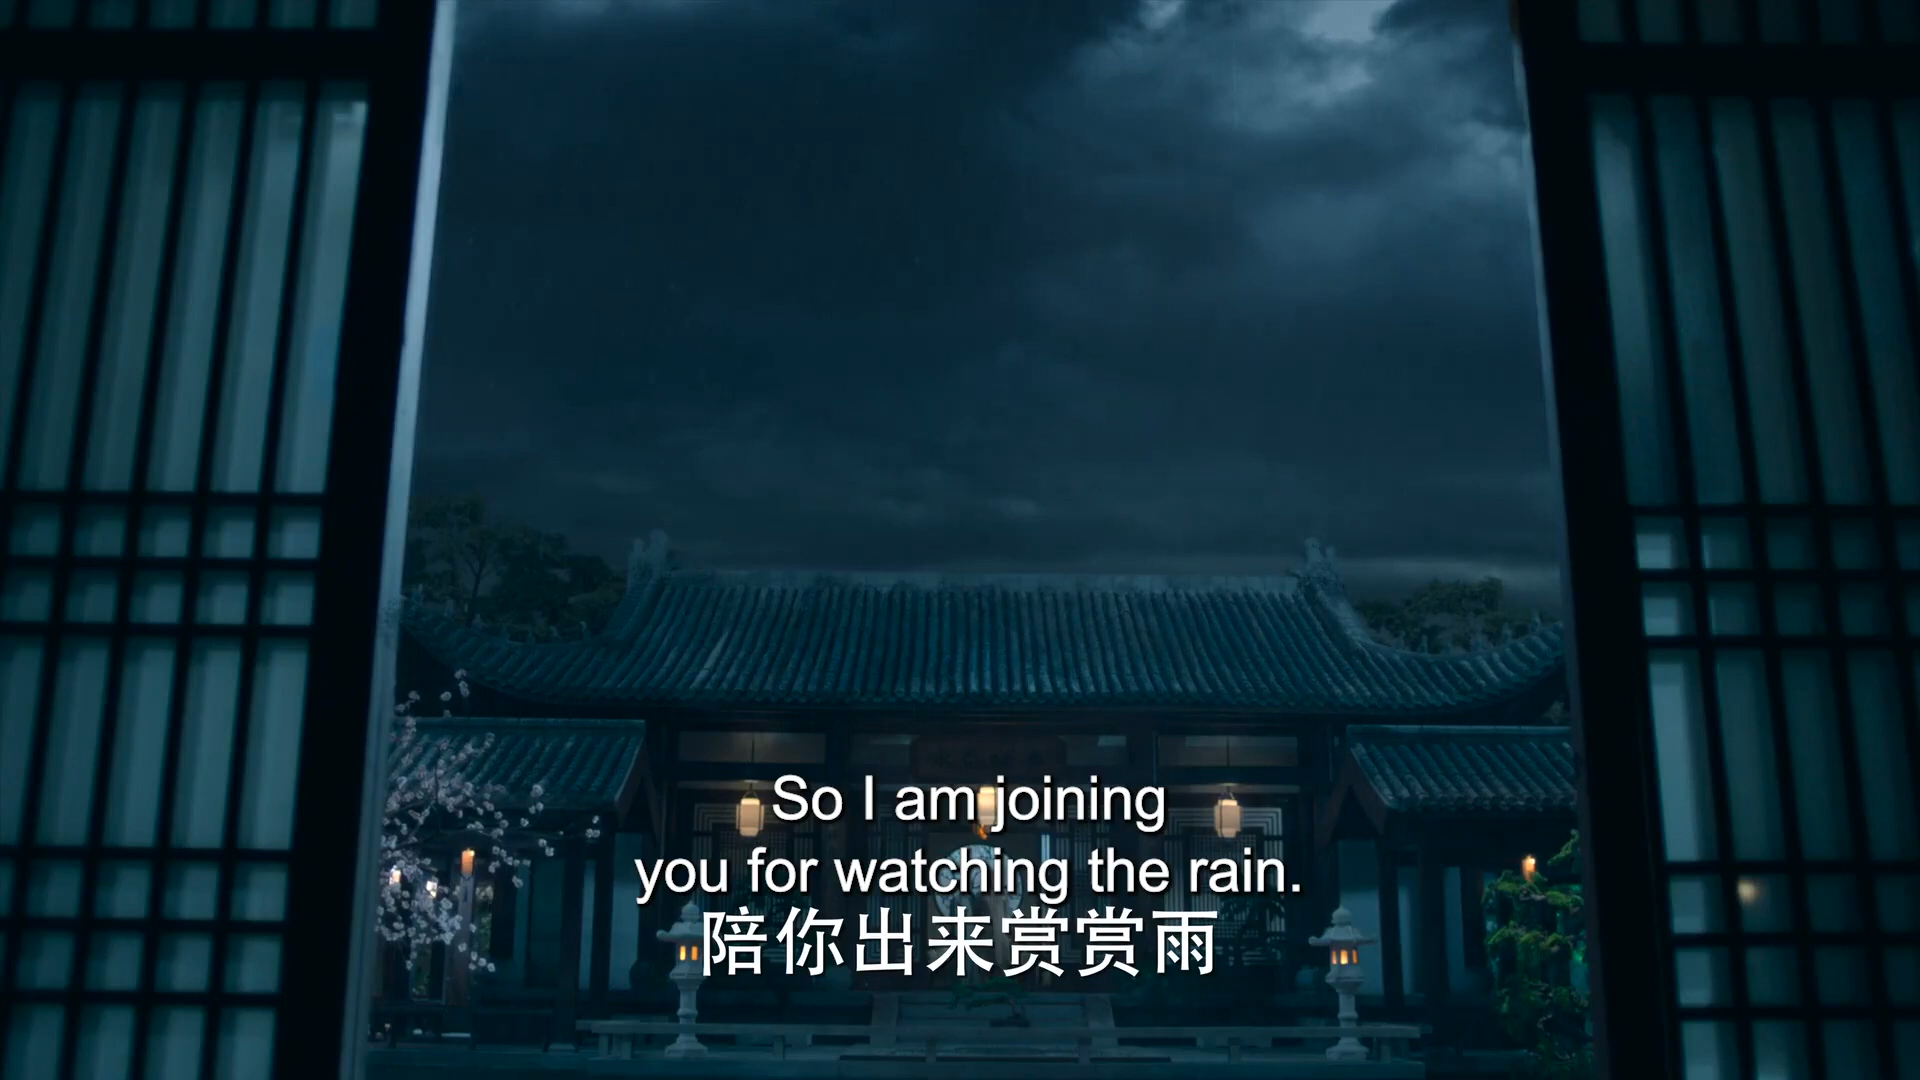 So I am joining
you for watching the rain.
陪你出来赏赏雨